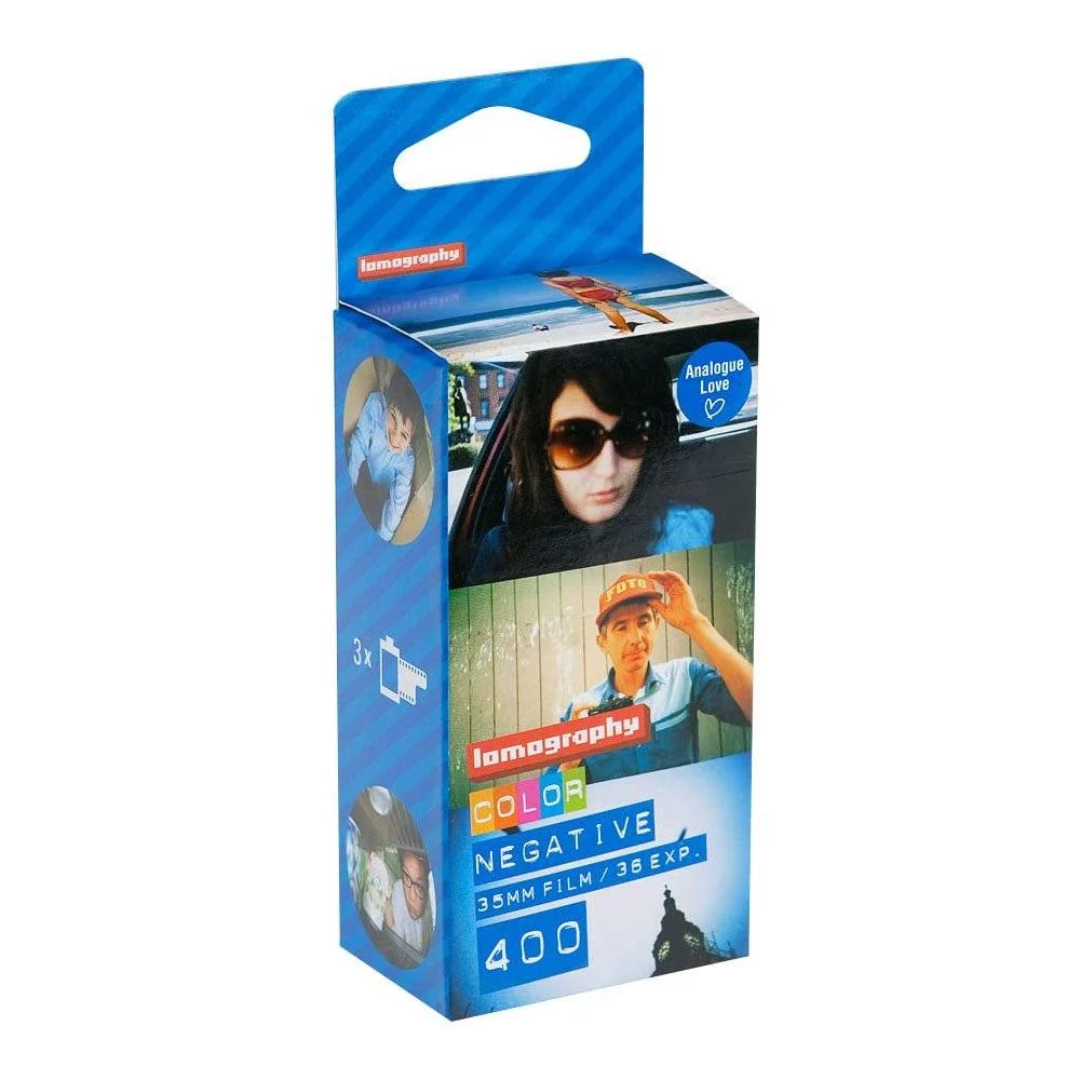 lomography
Analogue
Love
FOTO
3x
lomography
COLOR
NEGATIVE
35MM FILM / 36 EXP.
400